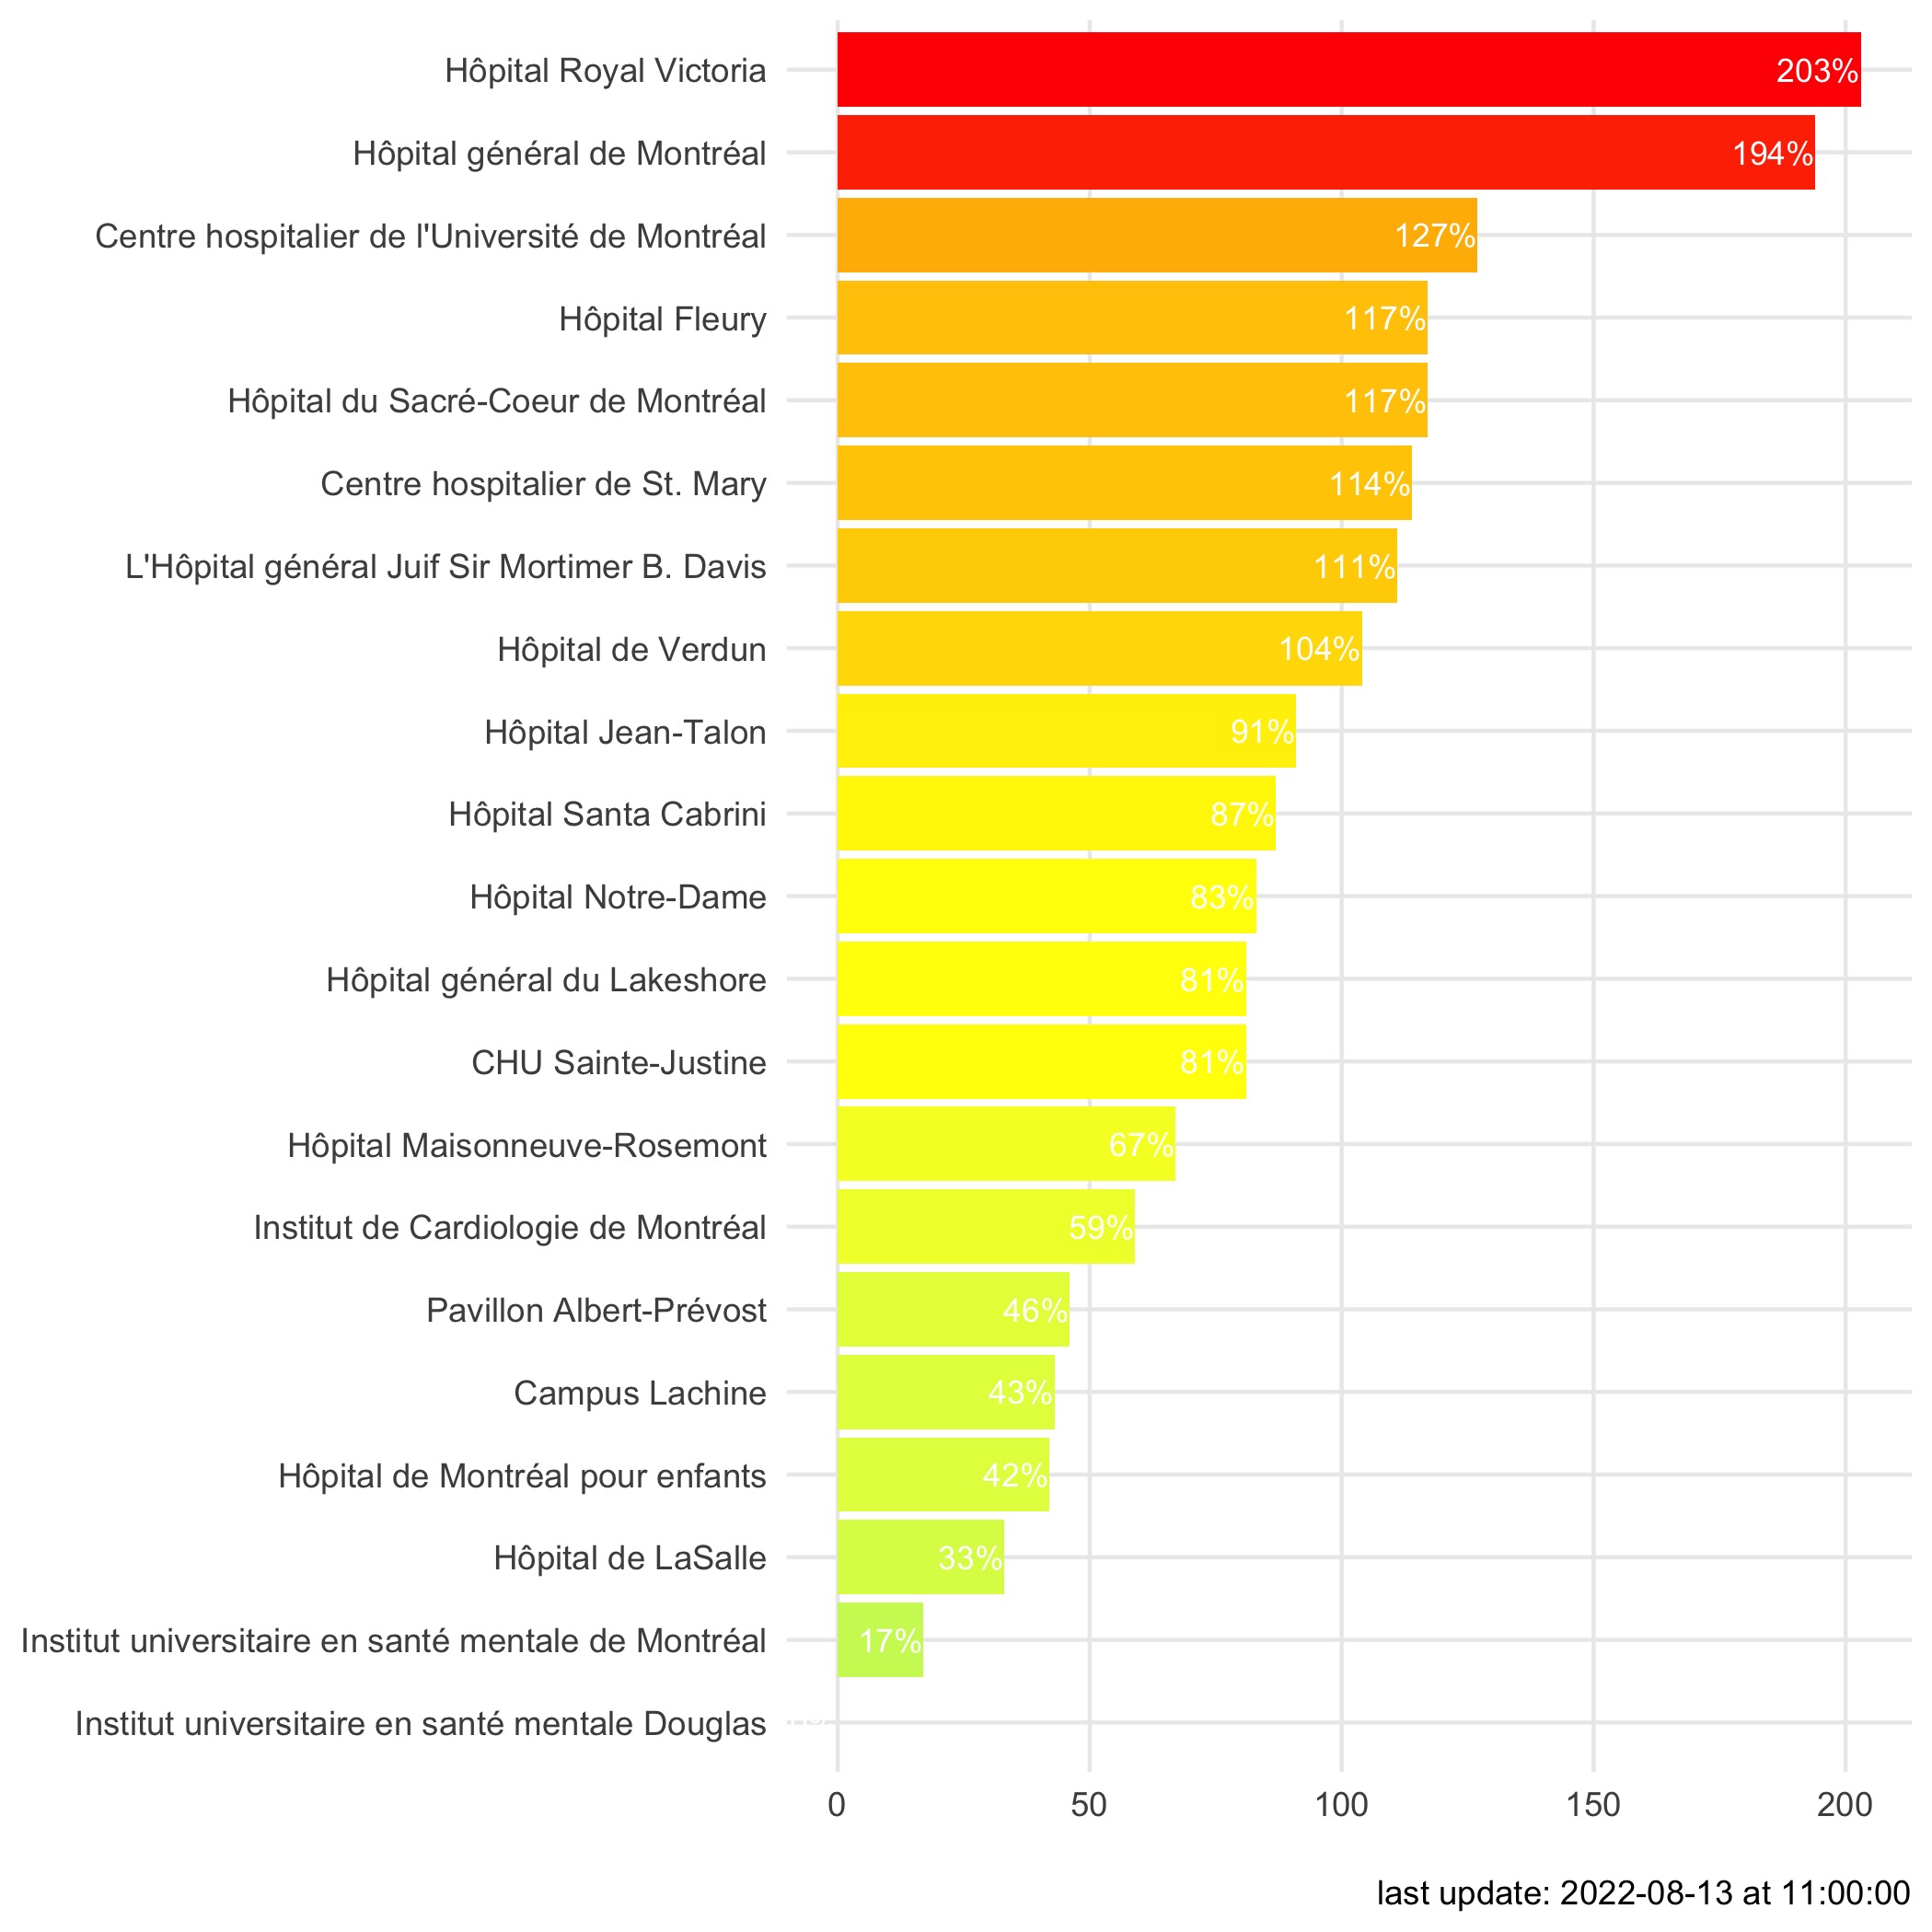 Hôpital Royal Victoria 203%
Hôpital général de Montréal 194%
Centre hospitalier de l'Université de Montréal 127%
Hôpital Fleury 117%
Hôpital du Sacré-Coeur de Montréal 117%
Centre hospitalier de St. Mary 114%
L'Hôpital général Juif Sir Mortimer B. Davis 111%
Hôpital de Verdun 104%
Hôpital Jean-Talon 91%
Hôpital Santa Cabrini 87%
Hôpital Notre-Dame 83%
Hôpital général du Lakeshore 81%
CHU Sainte-Justine 81%
Hôpital Maisonneuve-Rosemont 67%
Institut de Cardiologie de Montréal 59%
Pavillon Albert-Prévost 46%
Campus Lachine 43%
Hôpital de Montréal pour enfants 42%
Hôpital de LaSalle 33%
Institut universitaire en santé mentale de Montréal 17%
Institut universitaire en santé mentale Douglas
0 50 100 150 200
last update: 2022-08-13 at 11:00:00